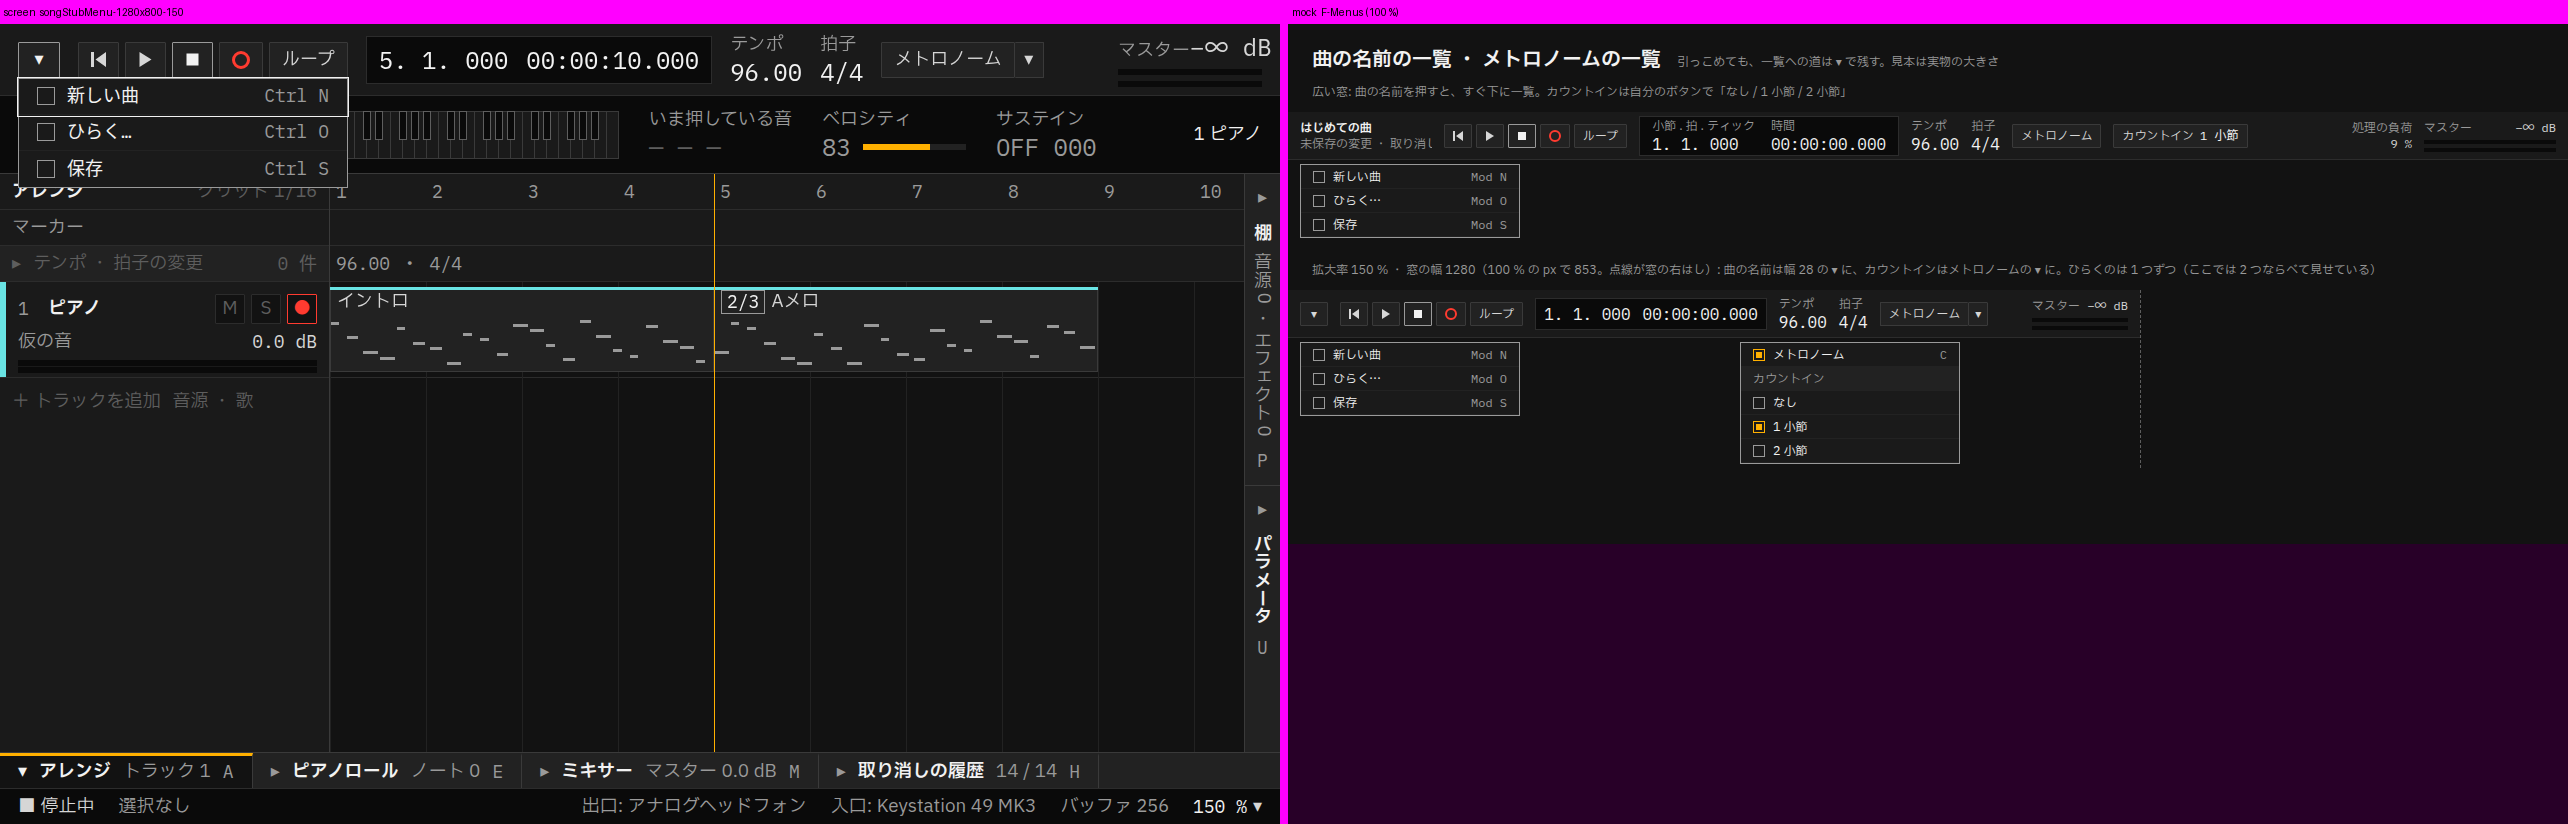 screen songStubMenu-1280x800-150
▼ ループ 5. 1. 000 00:00:10.000 テンポ 96.00 拍子 4/4 メトロノーム ▼ マスター -∞ dB
新しい曲 Ctrl N
ひらく… Ctrl O
保存 Ctrl S
いま押している音 — — —
ベロシティ 83
サステイン OFF 000
1 ピアノ
アレンジ グリッド 1/16
1 2 3 4 5 6 7 8 9 10
マーカー
▶ テンポ · 拍子の変更 0 件 96.00 · 4/4
1 ピアノ M S
仮の音 0.0 dB
イントロ
2/3 Aメロ
+ トラックを追加 音源 · 歌
▶ 棚 音源 0 · エフェクト 0 P
▶ パラメータ U
▼ アレンジ トラック 1 A ▶ ピアノロール ノート 0 E ▶ ミキサー マスター 0.0 dB M ▶ 取り消しの履歴 14 / 14 H
■ 停止中 選択なし 出口: アナログヘッドフォン 入口: Keystation 49 MK3 バッファ 256 150 % ▼
mock F-Menus (100 %)
曲の名前の一覧 · メトロノームの一覧 引っこめても、一覧への道は ▾ で残す。見本は実物の大きさ
広い窓: 曲の名前を押すと、すぐ下に一覧。カウントインは自分のボタンで「なし / 1 小節 / 2 小節」
はじめての曲
未保存の変更 · 取り消し
ループ
小節 . 拍 . ティック 時間
1. 1. 000 00:00:00.000
テンポ 96.00 拍子 4/4 メトロノーム カウントイン 1 小節
処理の負荷 9 %
マスター -∞ dB
新しい曲 Mod N
ひらく… Mod O
保存 Mod S
拡大率 150 % · 窓の幅 1280（100 % の px で 853。点線が窓の右はし）: 曲の名前は幅 28 の ▾ に、カウントインはメトロノームの ▾ に。ひらくのは 1 つずつ（ここでは 2 つならべて見せている）
▼ ループ 1. 1. 000 00:00:00.000 テンポ 96.00 拍子 4/4 メトロノーム ▼ マスター -∞ dB
新しい曲 Mod N
ひらく… Mod O
保存 Mod S
メトロノーム C
カウントイン
なし
1 小節
2 小節